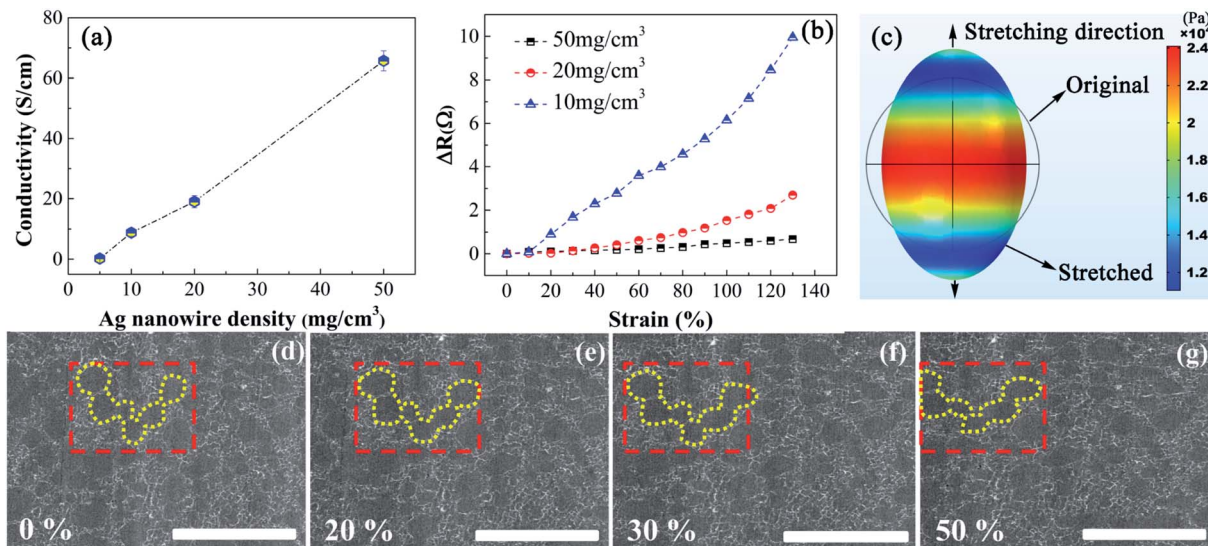 (a)
Conductivity (S/cm)
80
60
40
20
0
0 10 20 30 40 50
Ag nanowire density (mg/cm³)
(b)
50mg/cm³
20mg/cm³
10mg/cm³
ΔR(Ω)
10
8
6
4
2
0
0 20 40 60 80 100 120 140
Strain (%)
(c)
Stretching direction
Original
Stretched
(Pa)
2.4
2.2
2.0
1.8
1.6
1.4
1.2
(d)
0 %
(e)
20 %
(f)
30 %
(g)
50 %